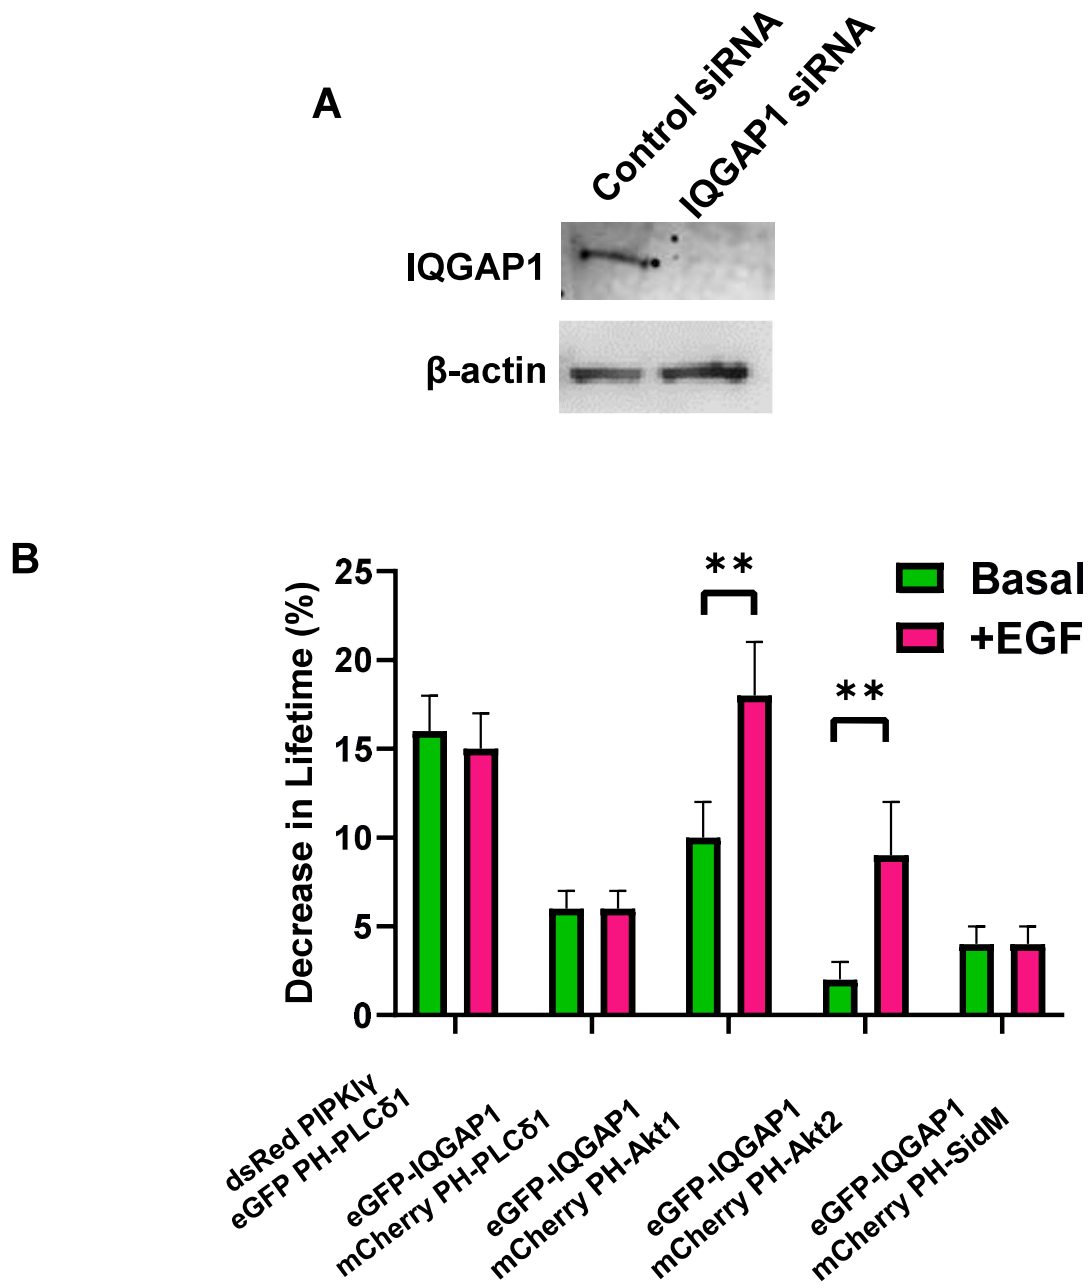 A
Control siRNA
IQGAP1 siRNA
IQGAP1
β-actin
B
**
**
Basal
+EGF
Decrease in Lifetime (%)
25
20
15
10
5
0
dsRed PIPKIγ
eGFP PH-PLCδ1
eGFP-IQGAP1
mCherry PH-PLCδ1
eGFP-IQGAP1
mCherry PH-Akt1
eGFP-IQGAP1
mCherry PH-Akt2
eGFP-IQGAP1
mCherry PH-SidM